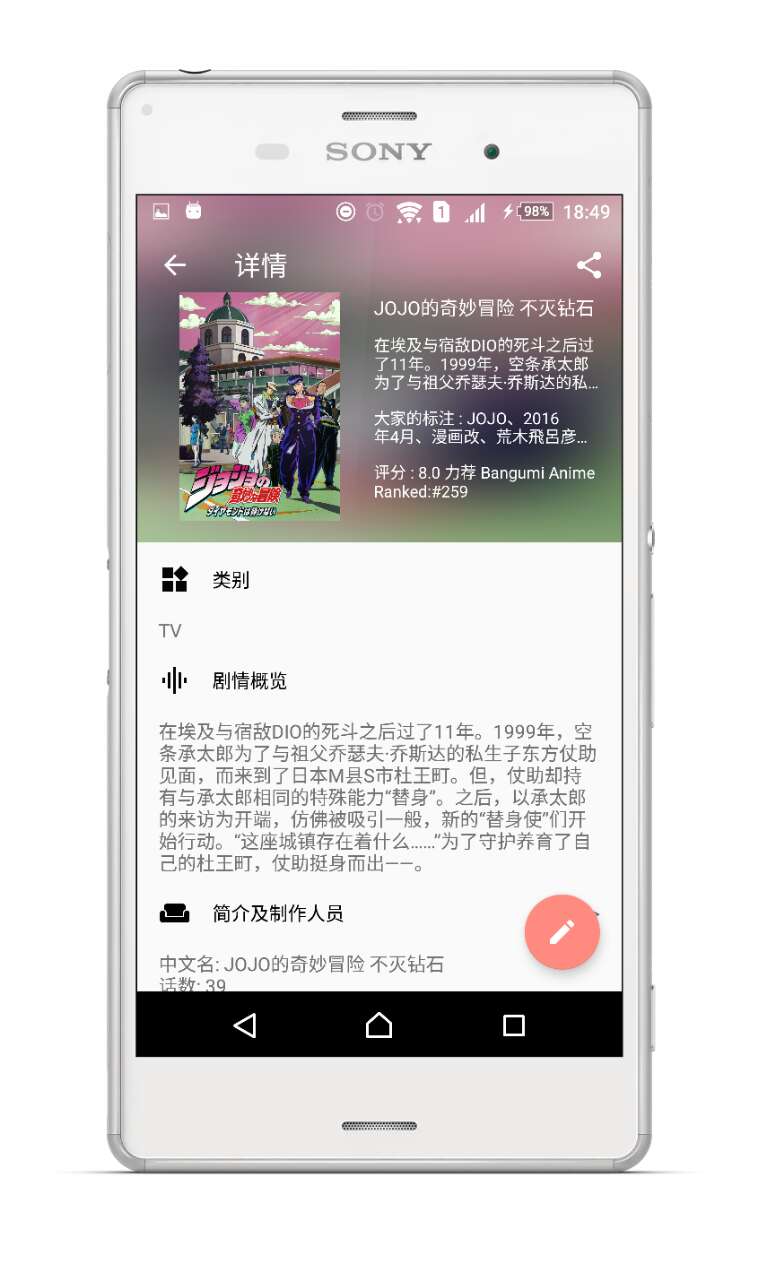 SONY
1
98%
18:49
详情
JOJO的奇妙冒险 不灭钻石
在埃及与宿敌DIO的死斗之后过
了11年。1999年，空条承太郎
为了与祖父乔瑟夫·乔斯达的私...
大家的标注 : JOJO、2016
年4月、漫画改、荒木飛呂彦...
评分 : 8.0 力荐 Bangumi Anime
Ranked:#259
ジョジョの
奇妙な冒険
ダイヤモンドは砕けない
类别
TV
剧情概览
在埃及与宿敌DIO的死斗之后过了11年。1999年，空
条承太郎为了与祖父乔瑟夫·乔斯达的私生子东方仗助
见面，而来到了日本M县S市杜王町。但，仗助却持
有与承太郎相同的特殊能力“替身”。之后，以承太郎
的来访为开端，仿佛被吸引一般，新的“替身使”们开
始行动。“这座城镇存在着什么......”为了守护养育了自
己的杜王町，仗助挺身而出——。
简介及制作人员
中文名: JOJO的奇妙冒险 不灭钻石
话数: 39